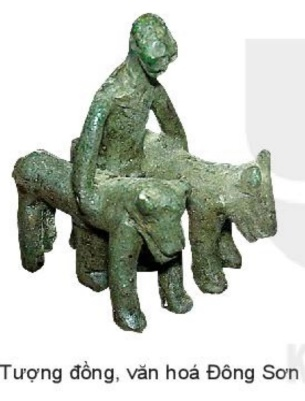 Tượng đồng, văn hoá Đông Sơn